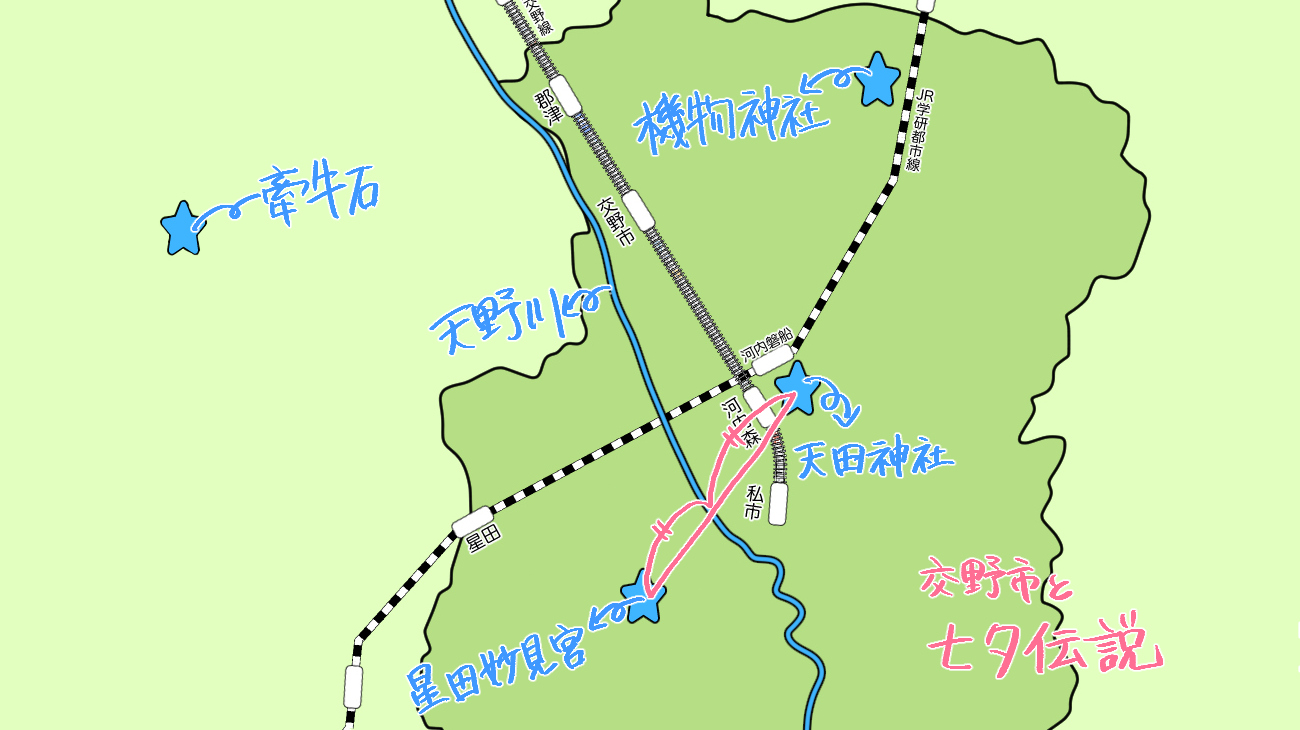 交野線
郡津
機物神社
JR学研都市線
牽牛石
交野市
天野川
河内磐船
河内森
天田神社
私市
星田
交野市と
七夕伝説
星田妙見宮